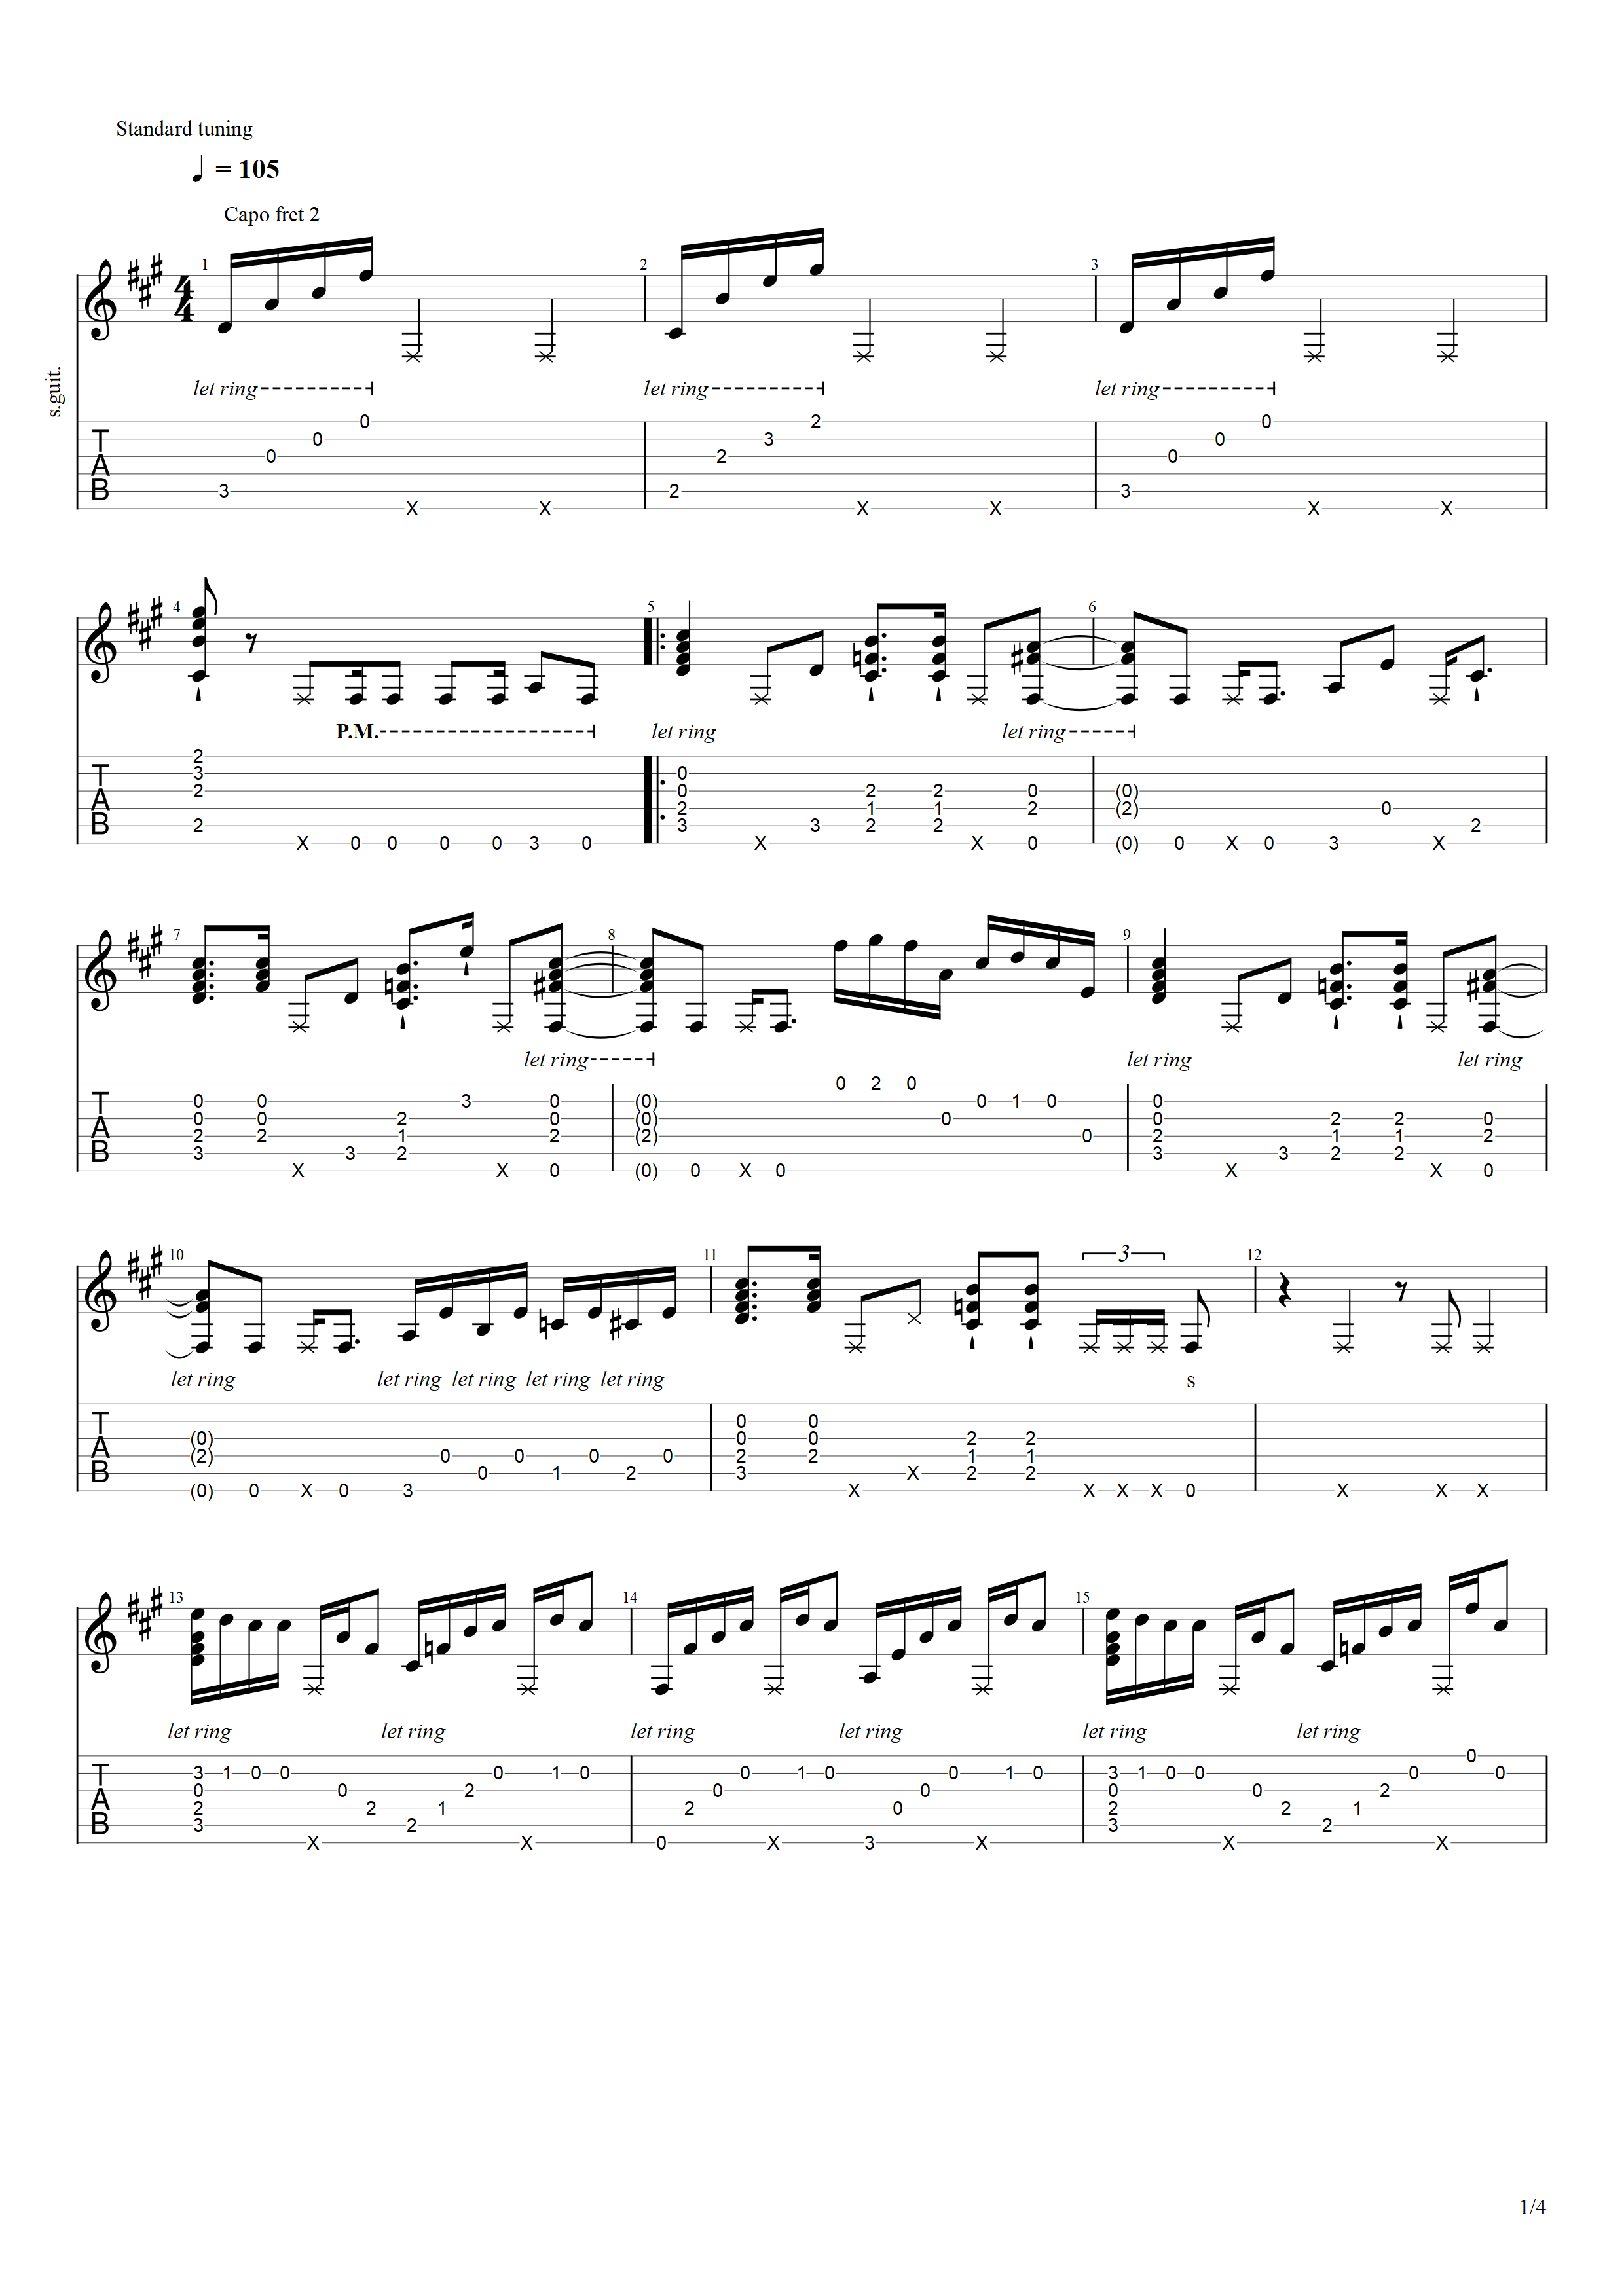 Standard tuning
= 105
Capo fret 2
1 2 3
4
4
s.guit.
let ring let ring let ring
0 2 0
T 0 3 0
A 0 2 0
B 3 2 3
X X X X X X
4 5 6
P.M. let ring let ring
2
T 3 0
2 0 2 2 0 (0)
A 2 1 1 2 (2) 0
B 2 3 3 2 2 2
X 0 0 0 0 3 0 X X 0 (0) 0 X 0 3 X
7 8 9
let ring let ring let ring
0 2 0
T 0 0 3 0 (0) 0 1 0 0
0 0 2 0 (0) 0 0 2 2 0
A 2 2 1 2 (2) 0 2 1 1 2
B 3 3 2 3 3 2 2
X X 0 (0) 0 X 0 X X 0
10 11 3 12
let ring let ring let ring let ring let ring S
T 0 0
(0) 0 0 2 2
A (2) 0 0 0 0 2 2 1 1
B 0 1 2 3 X 2 2
(0) 0 X 0 3 X X X X 0 X X X
13 14 15
let ring let ring let ring let ring let ring let ring
0
T 3 1 0 0 0 1 0 0 1 0 0 1 0 3 1 0 0 0 0
0 0 2 0 0 0 0 2
A 2 2 1 2 0 2 2 1
B 3 2 3 2
X X 0 X 3 X X X
1/4